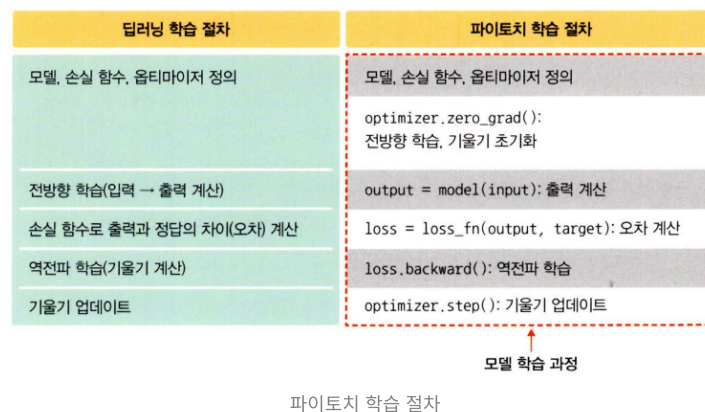 딥러닝 학습 절차
파이토치 학습 절차
모델, 손실 함수, 옵티마이저 정의
모델, 손실 함수, 옵티마이저 정의
optimizer.zero_grad():
전방향 학습, 기울기 초기화
전방향 학습(입력 → 출력 계산)
output = model(input): 출력 계산
손실 함수로 출력과 정답의 차이(오차) 계산
loss = loss_fn(output, target): 오차 계산
역전파 학습(기울기 계산)
loss.backward(): 역전파 학습
기울기 업데이트
optimizer.step(): 기울기 업데이트
모델 학습 과정
파이토치 학습 절차